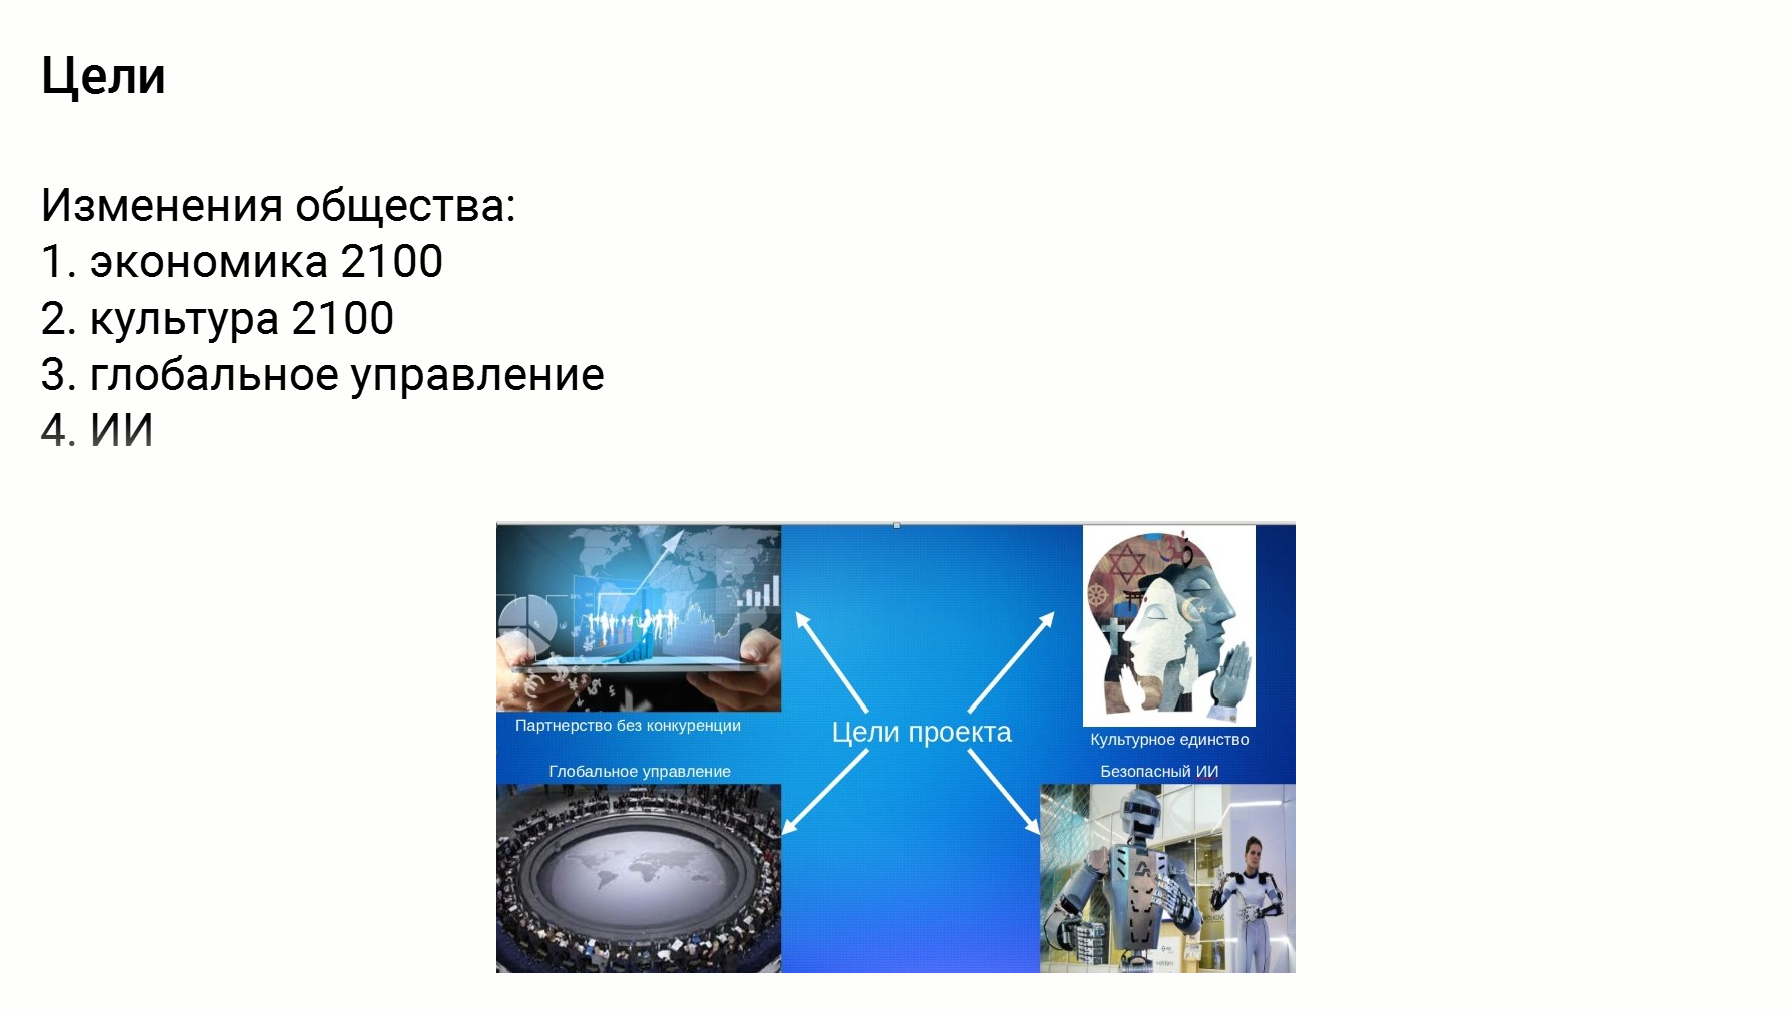 Цели
Изменения общества:
1. экономика 2100
2. культура 2100
3. глобальное управление
4. ИИ
Партнерство без конкуренции
Цели проекта
Культурное единство
Глобальное управление
Безопасный ИИ